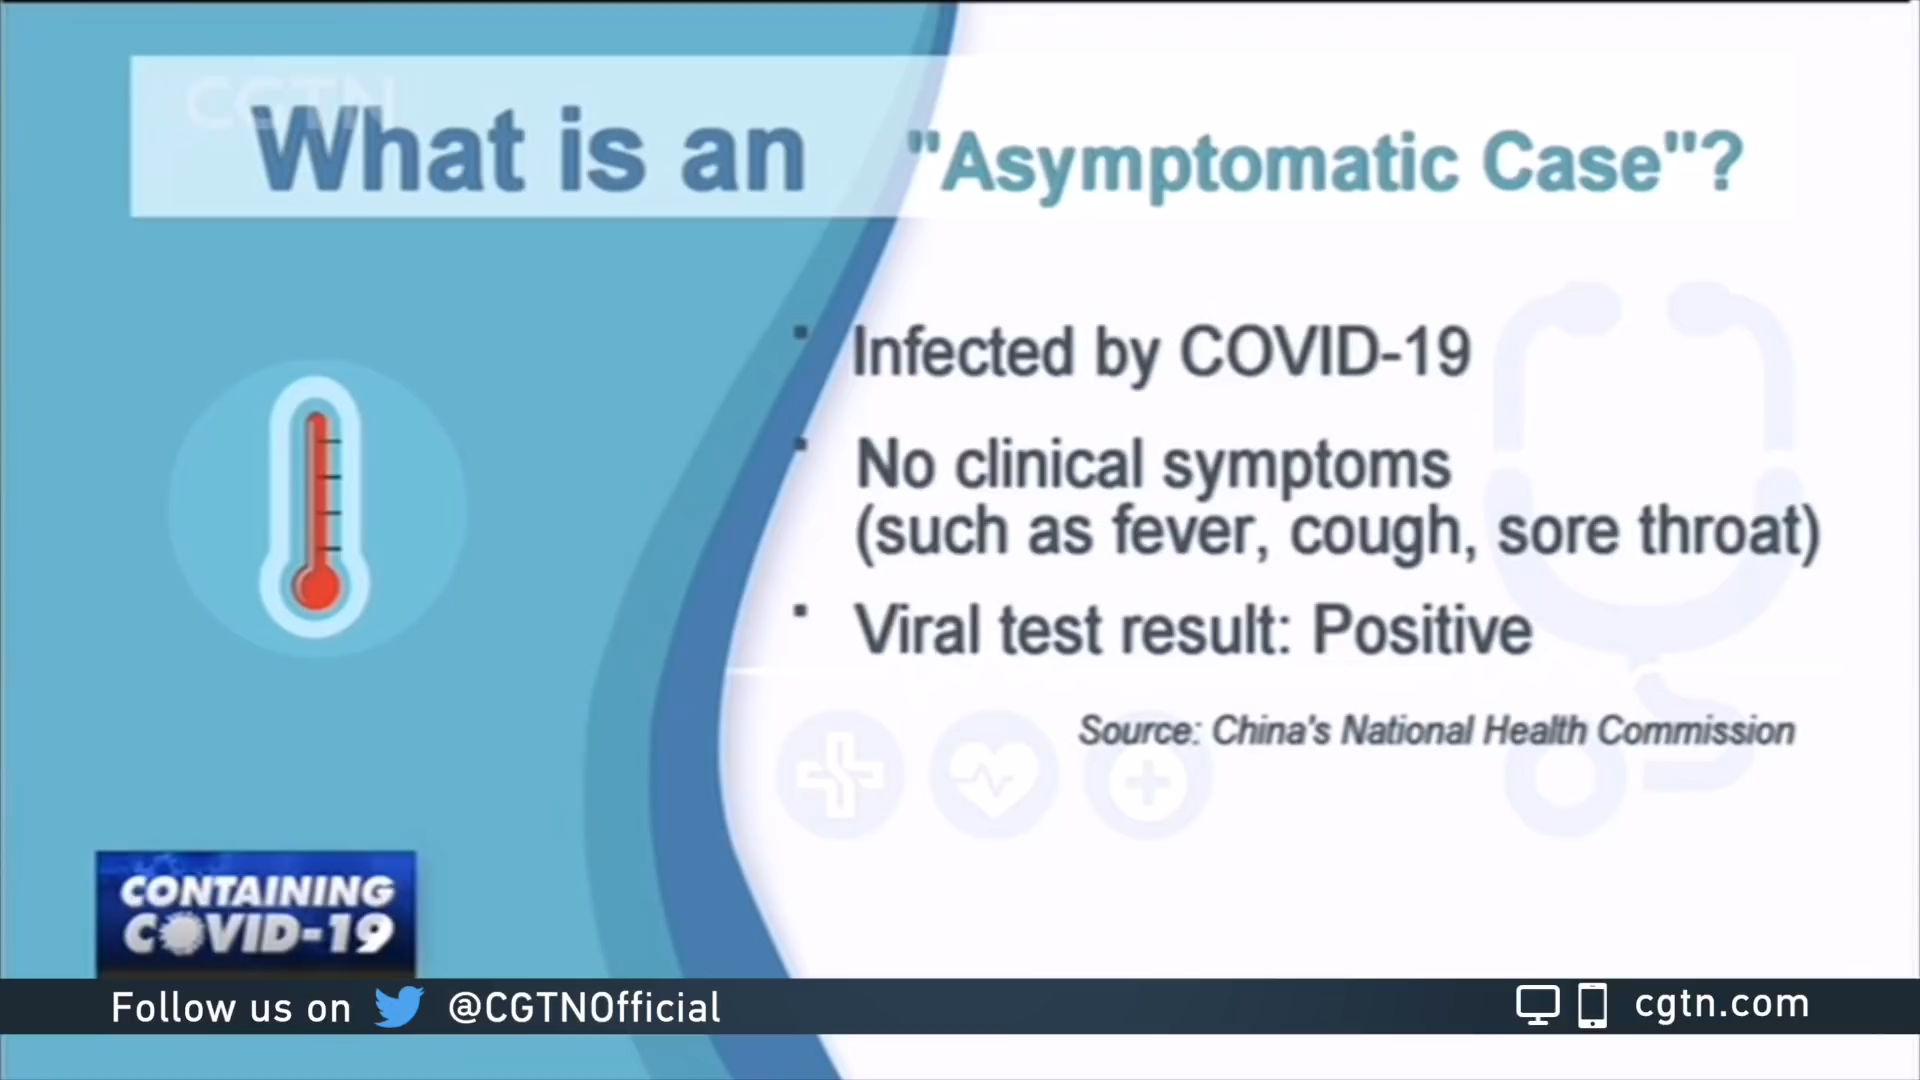 CGTN
What is an "Asymptomatic Case"?
Infected by COVID-19
No clinical symptoms
(such as fever, cough, sore throat)
Viral test result: Positive
Source: China's National Health Commission
CONTAINING
COVID-19
Follow us on @CGTNOfficial
cgtn.com